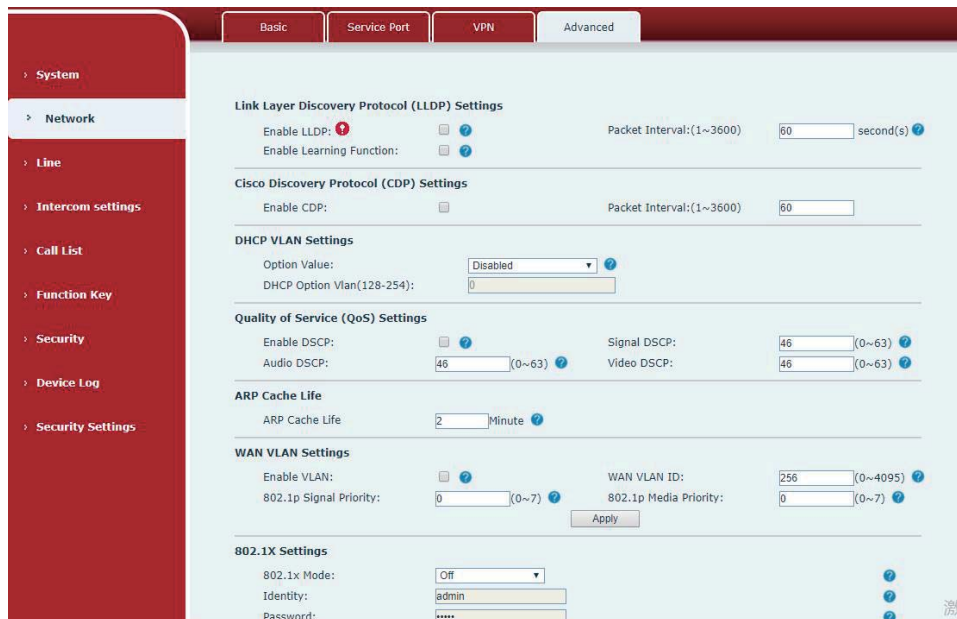 Basic Service Port VPN Advanced
› System
› Network
› Line
› Intercom settings
› Call List
› Function Key
› Security
› Device Log
› Security Settings
Link Layer Discovery Protocol (LLDP) Settings
Enable LLDP: Packet Interval:(1~3600) 60 second(s)
Enable Learning Function:
Cisco Discovery Protocol (CDP) Settings
Enable CDP: Packet Interval:(1~3600) 60
DHCP VLAN Settings
Option Value: Disabled
DHCP Option Vlan(128-254): 0
Quality of Service (QoS) Settings
Enable DSCP: Signal DSCP: 46 (0~63)
Audio DSCP: 46 (0~63) Video DSCP: 46 (0~63)
ARP Cache Life
ARP Cache Life 2 Minute
WAN VLAN Settings
Enable VLAN: WAN VLAN ID: 256 (0~4095)
802.1p Signal Priority: 0 (0~7) 802.1p Media Priority: 0 (0~7)
Apply
802.1X Settings
802.1x Mode: Off
Identity: admin
Password: •••••